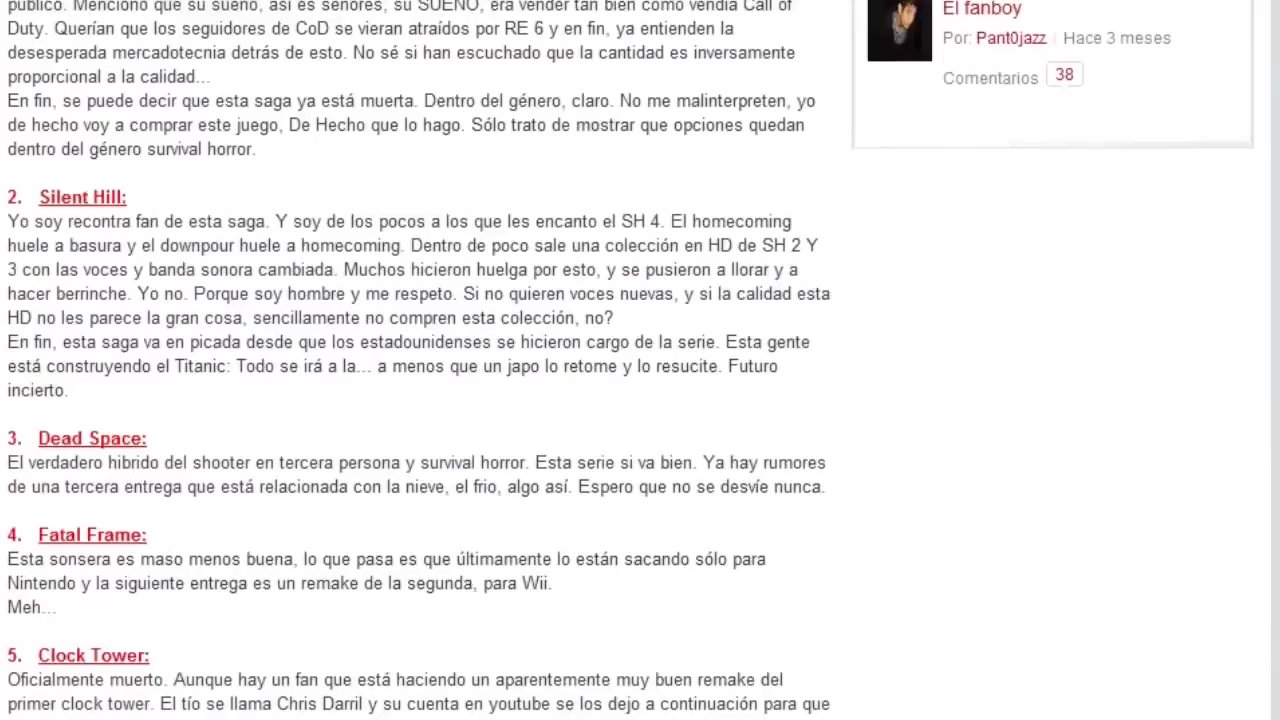 público. Mencionó que su sueño, así es señores, su SUEÑO, era vender tan bien como vendía Call of
Duty. Querían que los seguidores de CoD se vieran atraídos por RE 6 y en fin, ya entienden la
desesperada mercadotecnia detrás de esto. No sé si han escuchado que la cantidad es inversamente
proporcional a la calidad...
En fin, se puede decir que esta saga ya está muerta. Dentro del género, claro. No me malinterpreten, yo
de hecho voy a comprar este juego, De Hecho que lo hago. Sólo trato de mostrar que opciones quedan
dentro del género survival horror.
2. Silent Hill:
Yo soy recontra fan de esta saga. Y soy de los pocos a los que les encanto el SH 4. El homecoming
huele a basura y el downpour huele a homecoming. Dentro de poco sale una colección en HD de SH 2 Y
3 con las voces y banda sonora cambiada. Muchos hicieron huelga por esto, y se pusieron a llorar y a
hacer berrinche. Yo no. Porque soy hombre y me respeto. Si no quieren voces nuevas, y si la calidad esta
HD no les parece la gran cosa, sencillamente no compren esta colección, no?
En fin, esta saga va en picada desde que los estadounidenses se hicieron cargo de la serie. Esta gente
está construyendo el Titanic: Todo se irá a la... a menos que un japo lo retome y lo resucite. Futuro
incierto.
3. Dead Space:
El verdadero hibrido del shooter en tercera persona y survival horror. Esta serie si va bien. Ya hay rumores
de una tercera entrega que está relacionada con la nieve, el frio, algo así. Espero que no se desvíe nunca.
4. Fatal Frame:
Esta sonsera es maso menos buena, lo que pasa es que últimamente lo están sacando sólo para
Nintendo y la siguiente entrega es un remake de la segunda, para Wii.
Meh...
5. Clock Tower:
Oficialmente muerto. Aunque hay un fan que está haciendo un aparentemente muy buen remake del
primer clock tower. El tío se llama Chris Darril y su cuenta en youtube se los dejo a continuación para que
El fanboy
Por: Pant0jazz Hace 3 meses
Comentarios 38